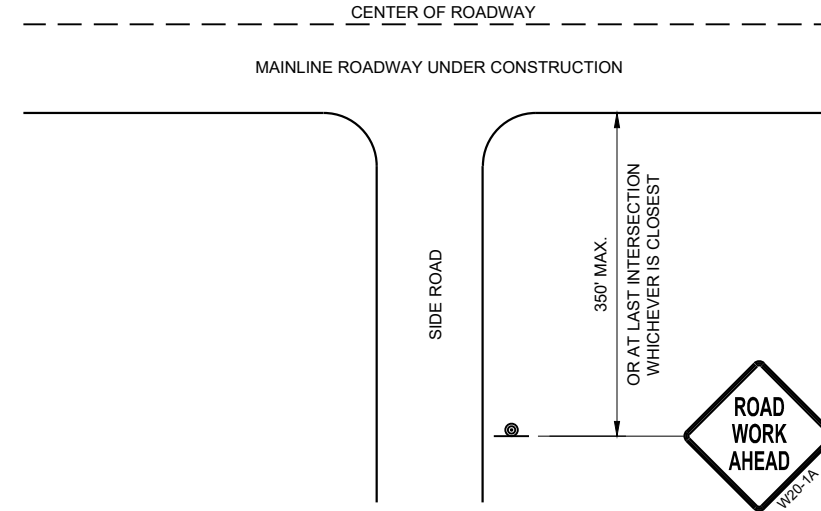 CENTER OF ROADWAY
MAINLINE ROADWAY UNDER CONSTRUCTION
SIDE ROAD
350' MAX.
OR AT LAST INTERSECTION
WHICHEVER IS CLOSEST
ROAD
WORK
AHEAD
W20-1A